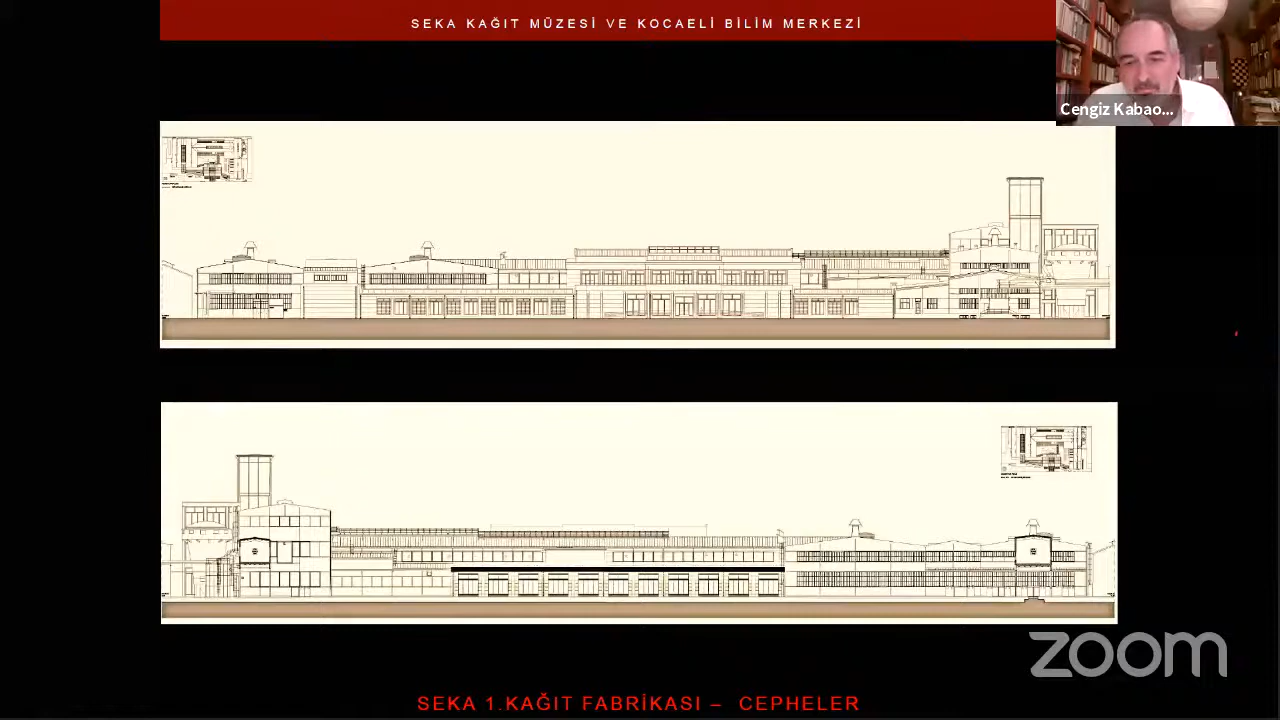 SEKA KAĞIT MÜZESİ VE KOCAELİ BİLİM MERKEZİ
Cengiz Kabao...
zoom
SEKA 1.KAĞIT FABRİKASI – CEPHELER